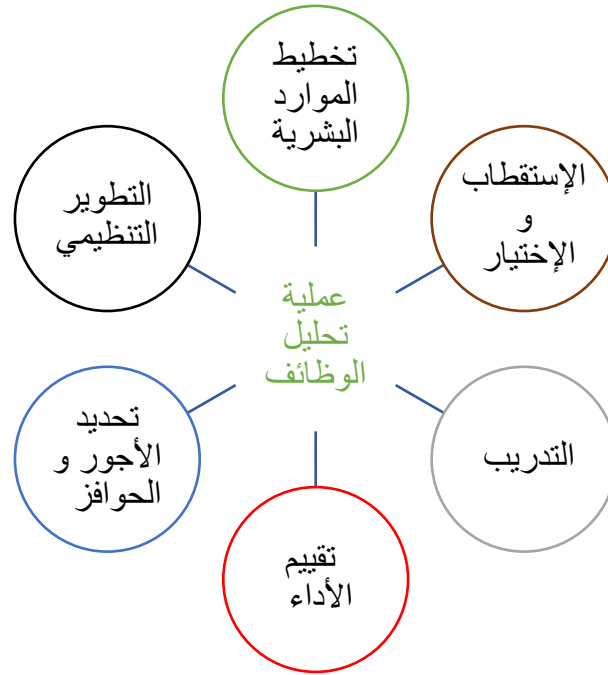 تخطيط
الموارد
البشرية
الإستقطاب
و
الإختيار
التدريب
تقييم
الأداء
تحديد
الأجور و
الحوافز
التطوير
التنظيمي
عملية
تحليل
الوظائف